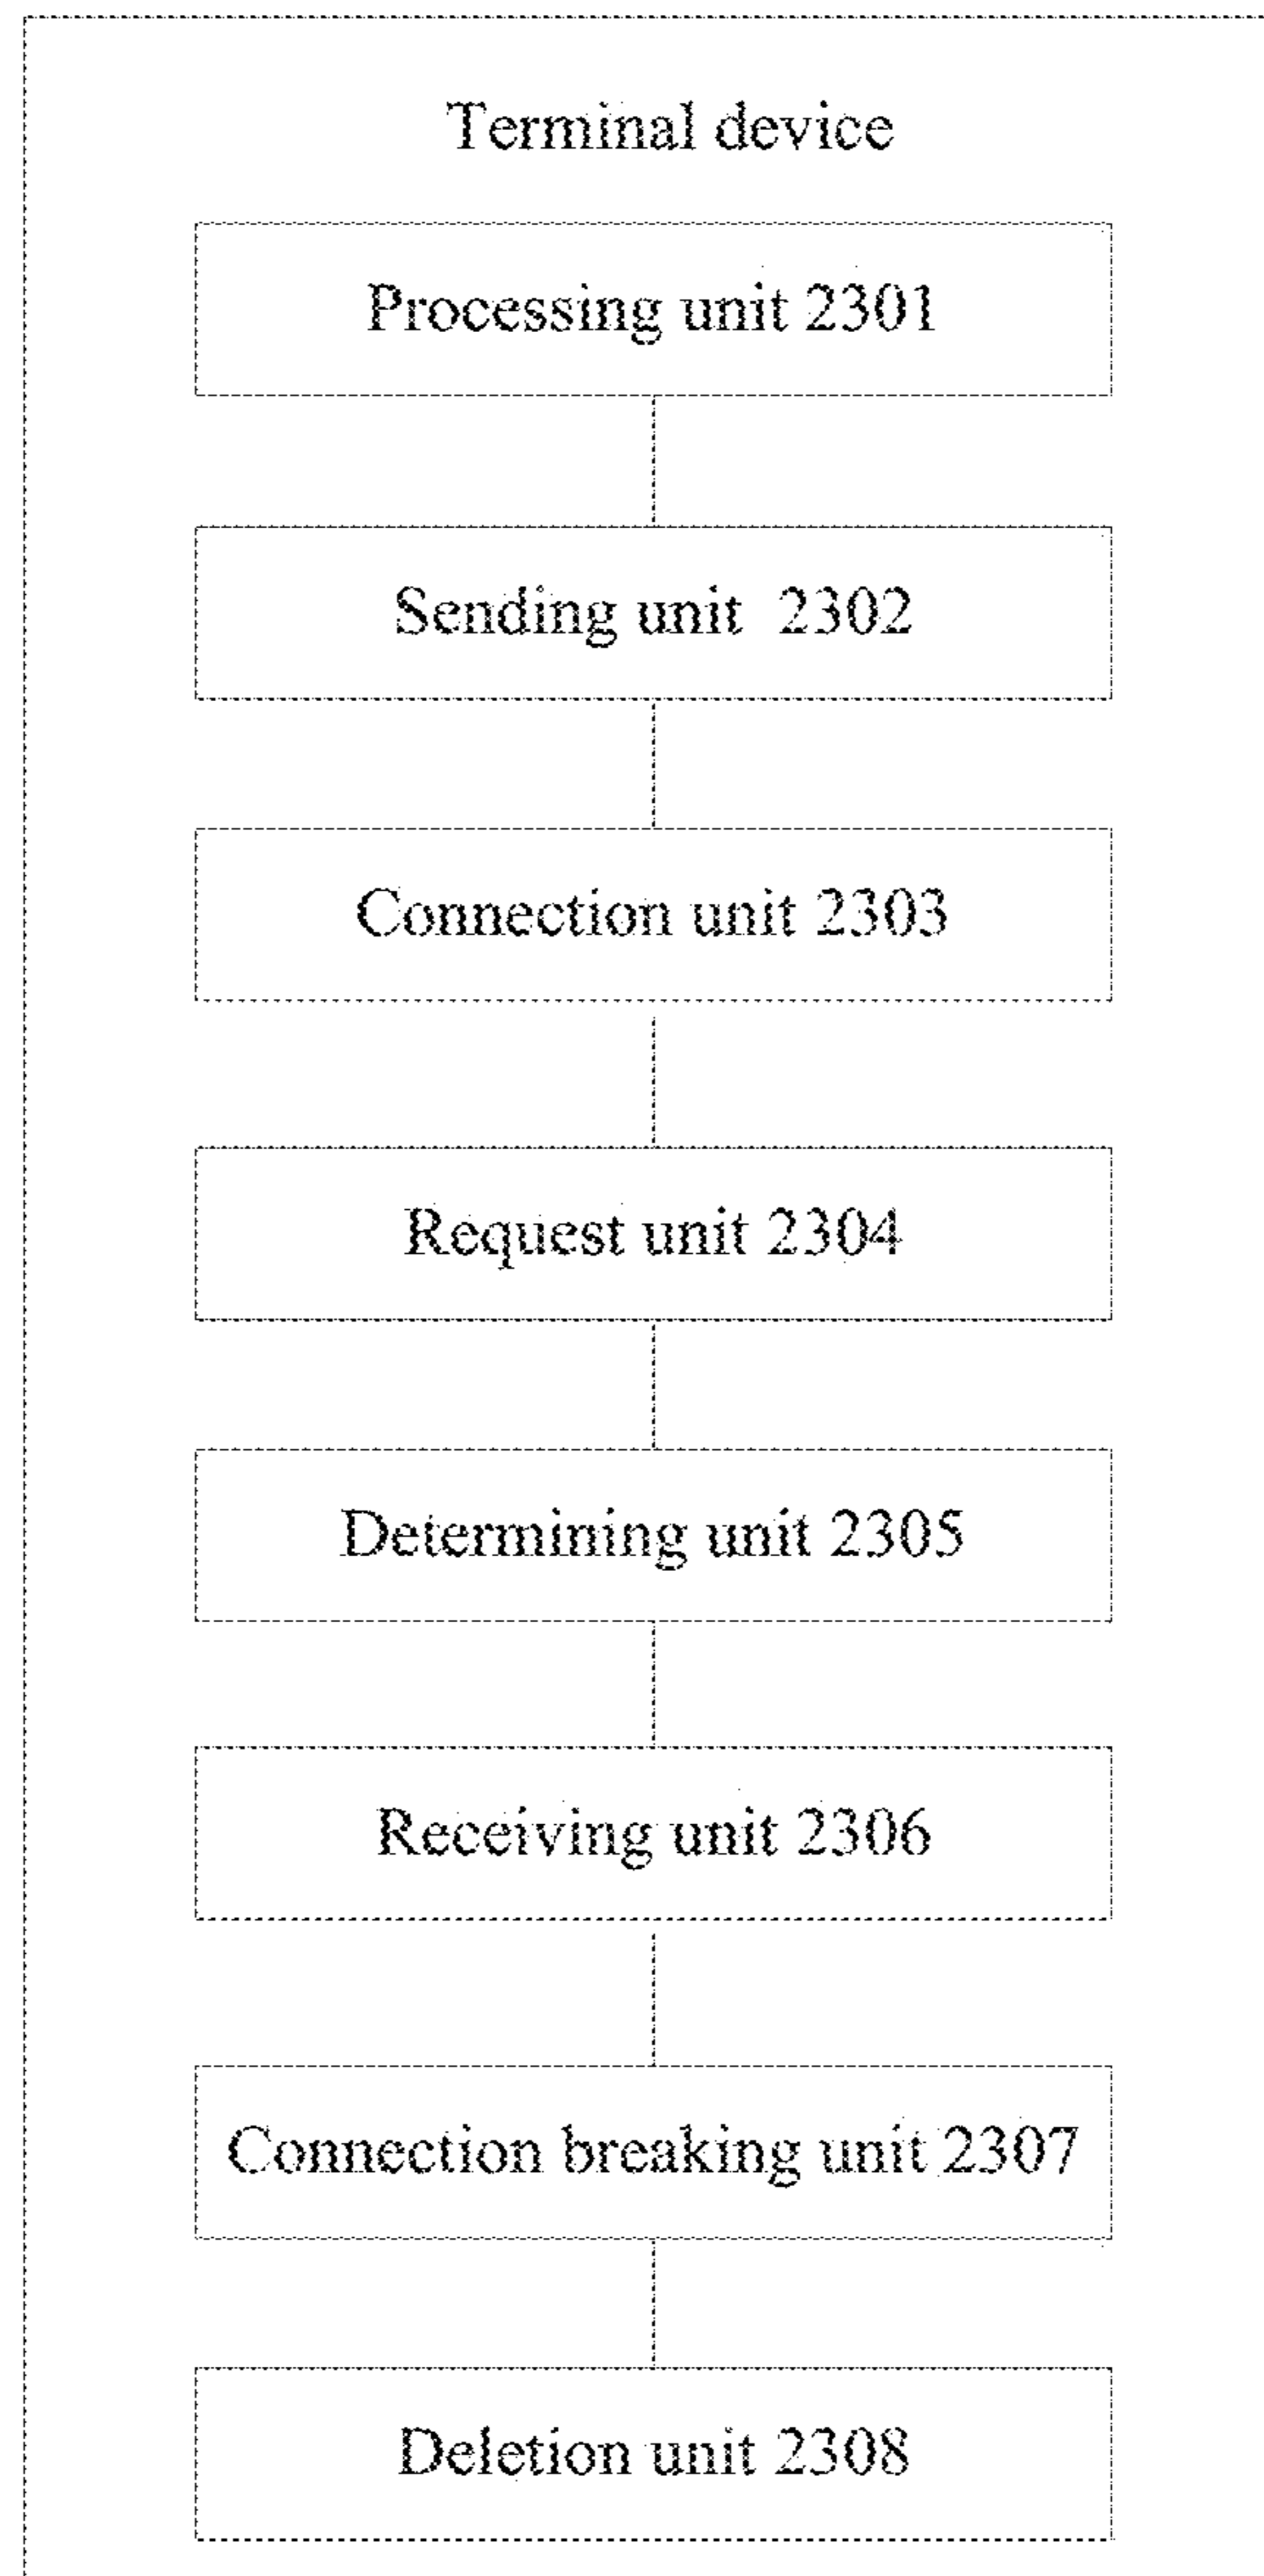 Terminal device
Processing unit 2301
Sending unit 2302
Connection unit 2303
Request unit 2304
Determining unit 2305
Receiving unit 2306
Connection breaking unit 2307
Deletion unit 2308